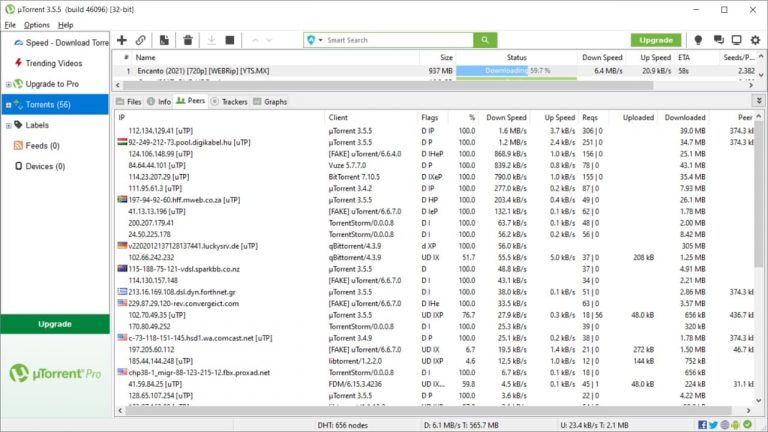 µTorrent 3.5.5 (build 46096) [32-bit]
File Options Help
Speed - Download Torre
Smart Search
Upgrade
Trending Videos
# Name Size Status Down Speed Up Speed ETA Seeds/P...
1 Encanto (2021) [720p] [WEBRip] [YTS.MX] 937 MB Downloading 59.7 % 6.4 MB/s 20.9 kB/s 58s 2.382
Upgrade to Pro
Torrents (56)
Labels
Feeds (0)
Devices (0)
Files Info Peers Trackers Graphs
IP Client Flags % Down Speed Up Speed Reqs Uploaded Downloaded Peer
112.134.129.41 [uTP] µTorrent 3.5.5 D IP 100.0 1.6 MB/s 3.7 kB/s 306 | 0 39.0 MB 374.3 k
92-249-212-73.pool.digikabel.hu [uTP] µTorrent 3.5.5 D IP 100.0 1.2 MB/s 2.4 kB/s 251 | 0 34.7 MB 374.3 k
124.106.148.99 [uTP] [FAKE] uTorrent/6.6.4.0 D IHeP 100.0 868.9 kB/s 1.4 kB/s 156 | 0 25.1 MB
84.64.44.101 [uTP] Vuze 5.7.7.0 D P 100.0 839.2 kB/s 0.8 kB/s 78 | 0 43.1 MB
114.23.207.29 [uTP] BitTorrent 7.10.5 D IXeP 100.0 790.0 kB/s 1.0 kB/s 155 | 0 35.4 MB
111.95.61.3 [uTP] µTorrent 3.4.2 D IP 100.0 277.0 kB/s 0.2 kB/s 87 | 0 7.93 MB
197-94-92-60.hff.mweb.co.za [uTP] µTorrent 3.5.5 D HP 100.0 203.4 kB/s 0.4 kB/s 49 | 0 26.1 MB
41.13.13.196 [uTP] [FAKE] uTorrent/6.6.7.0 D IeP 100.0 132.1 kB/s 0.1 kB/s 62 | 0 1.78 MB
200.207.179.41 TorrentStorm/0.0.0.8 D I 100.0 63.7 kB/s 0.1 kB/s 50 | 0 28.0 MB
24.50.225.178 TorrentStorm/0.0.0.8 D I 100.0 56.2 kB/s 0.2 kB/s 64 | 0 8.42 MB
v2202012137128137441.luckysrv.de [uTP] qBittorrent/4.3.9 d XP 100.0 56.0 kB/s 305 MB
102.66.242.232 qBittorrent/4.3.9 UD IX 51.7 55.5 kB/s 5.0 kB/s 37 | 0 208 kB 1.25 MB
115-188-75-121-vdsl.sparkbb.co.nz µTorrent 3.5.5 D 100.0 48.8 kB/s 37 | 0 4.91 MB
114.130.157.148 [FAKE] uTorrent/6.6.7.0 D I 100.0 48.0 kB/s 51 | 0 23.3 MB
213.16.169.108.dsl.dyn.forthnet.gr µTorrent 3.5.5 D I 100.0 38.0 kB/s 0.1 kB/s 51 | 0 2.86 MB 374.3 k
229.87.29.120-rev.convergeict.com [FAKE] uTorrent/6.6.7.0 D IHe 100.0 33.5 kB/s 63 | 0 3.57 MB
102.70.49.35 [uTP] µTorrent 3.5.5 UD IXP 76.7 27.9 kB/s 0.3 kB/s 18 | 56 48.0 kB 656 kB 436.7 k
170.80.49.252 TorrentStorm/0.0.0.8 D I 100.0 25.3 kB/s 39 | 0 320 kB
c-73-118-151-145.hsd1.wa.comcast.net [uTP] µTorrent 3.4.9 D P 100.0 25.1 kB/s 0.2 kB/s 38 | 0 1.78 MB 374.3 k
197.205.60.112 [FAKE] uTorrent/6.6.7.0 UD IX 6.7 19.5 kB/s 1.4 kB/s 21 | 0 272 kB 1.50 MB 46.7 k
185.44.144.248 [uTP] libtorrent/1.2.2.0 UD IXP 4.6 12.5 kB/s 1.0 kB/s 12 | 0 144 kB 752 kB
chp38-1_migr-88-123-215-12.fbx.proxad.net TorrentStorm/0.0.0.8 D I 100.0 10.2 kB/s 18 | 0 6656 kB
41.59.84.25 [uTP] FDM/6.15.3.4236 UD IX... 59.8 4.5 kB/s 0.1 kB/s 45 | 1 48.0 kB 224 kB 31.1 k
128.65.107.254 [uTP] µTorrent 3.5.5 D P 100.0 5.22 MB
Upgrade
µTorrent Pro
DHT: 656 nodes D: 6.1 MB/s T: 565.7 MB U: 23.4 kB/s T: 2.1 MB